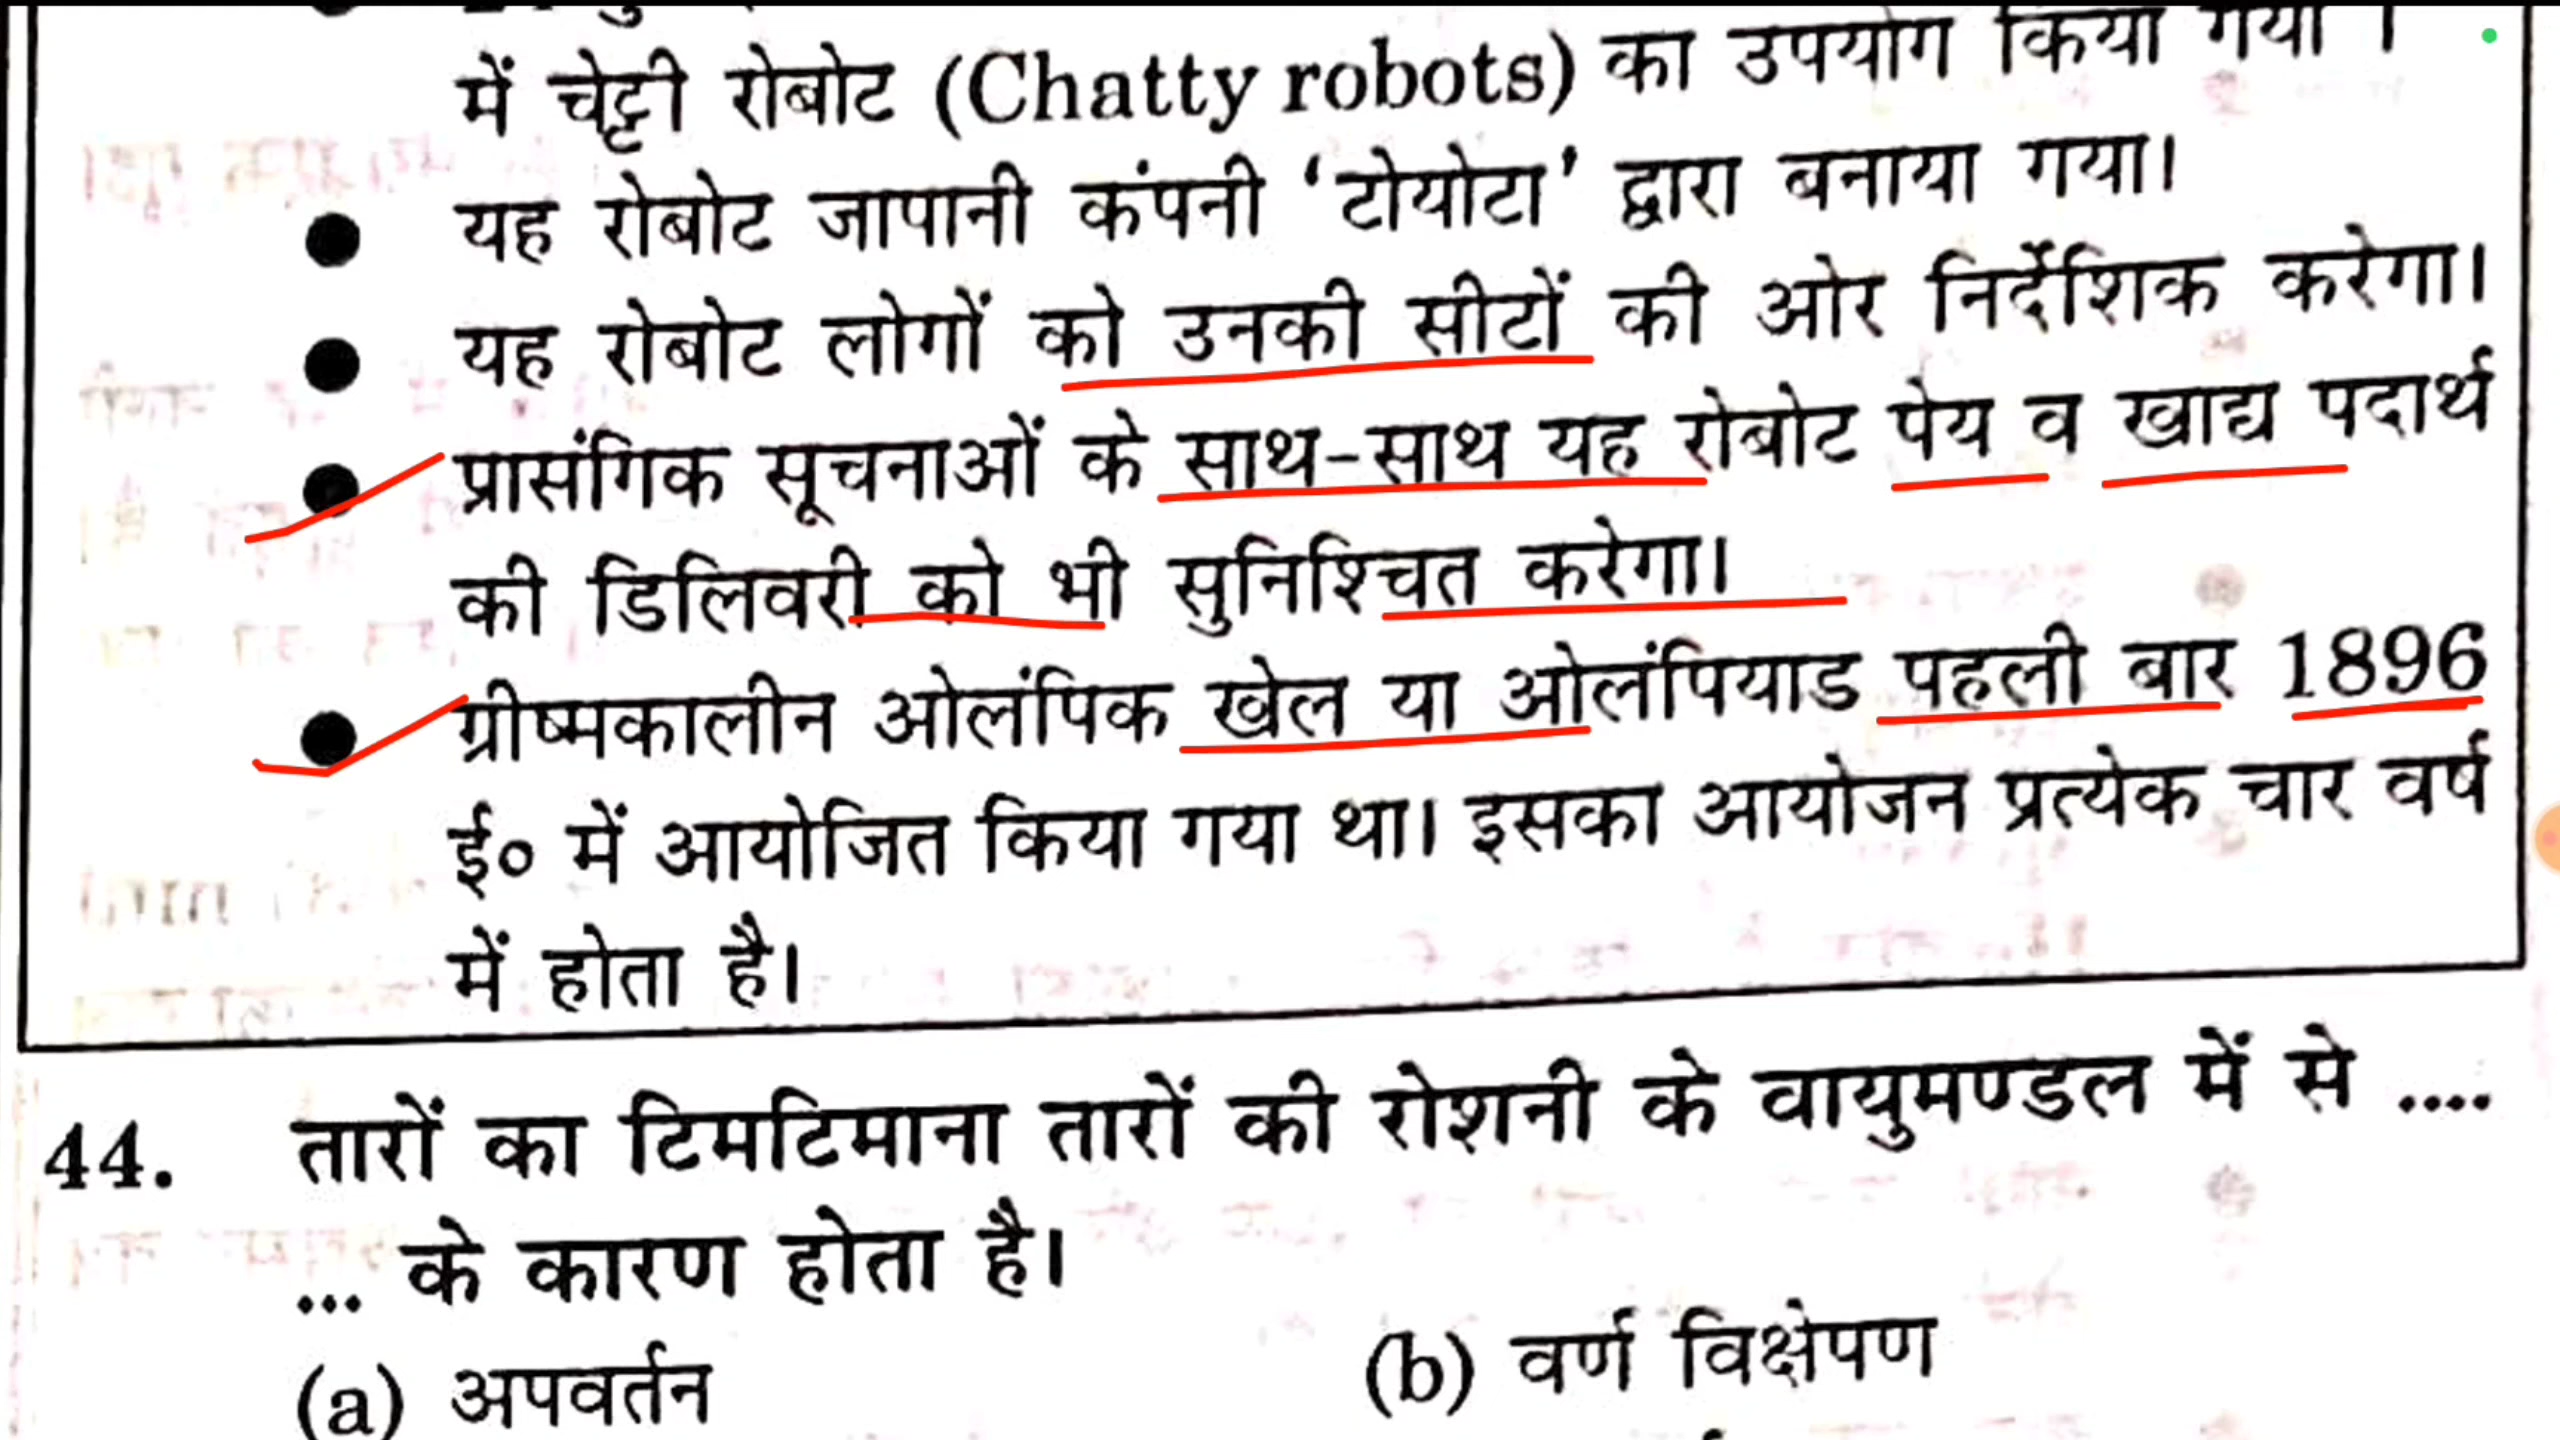 में चेट्टी रोबोट (Chatty robots) का उपयोग किया गया ।
● यह रोबोट जापानी कंपनी ‘टोयोटा’ द्वारा बनाया गया।
● यह रोबोट लोगों को उनकी सीटों की ओर निर्देशिक करेगा।
● प्रासंगिक सूचनाओं के साथ-साथ यह रोबोट पेय व खाद्य पदार्थ
की डिलिवरी को भी सुनिश्चित करेगा।
● ग्रीष्मकालीन ओलंपिक खेल या ओलंपियाड पहली बार 1896
ई० में आयोजित किया गया था। इसका आयोजन प्रत्येक चार वर्ष
में होता है।
44. तारों का टिमटिमाना तारों की रोशनी के वायुमण्डल में से ....
... के कारण होता है।
(a) अपवर्तन (b) वर्ण विक्षेपण